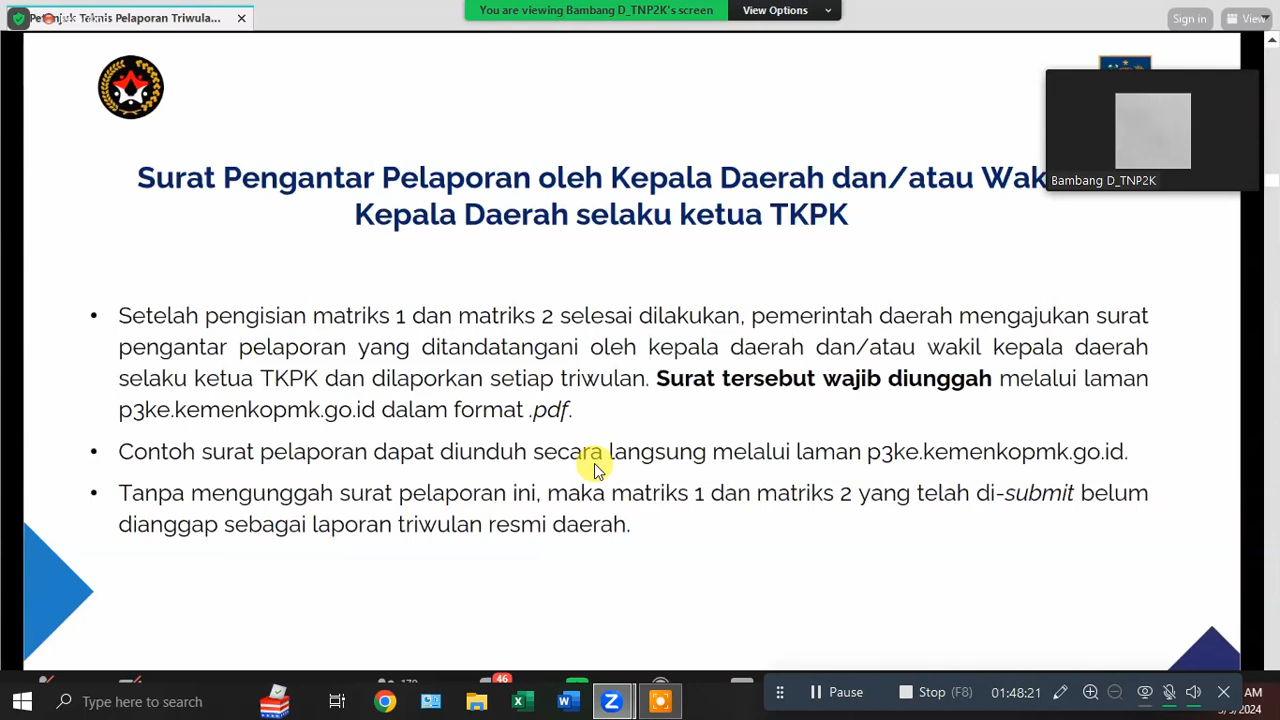 Petunjuk Teknis Pelaporan Triwula...
You are viewing Bambang D_TNP2K's screen
View Options
Sign in
View
Bambang D_TNP2K
Surat Pengantar Pelaporan oleh Kepala Daerah dan/atau Wak
Kepala Daerah selaku ketua TKPK
• Setelah pengisian matriks 1 dan matriks 2 selesai dilakukan, pemerintah daerah mengajukan surat
pengantar pelaporan yang ditandatangani oleh kepala daerah dan/atau wakil kepala daerah
selaku ketua TKPK dan dilaporkan setiap triwulan. Surat tersebut wajib diunggah melalui laman
p3ke.kemenkopmk.go.id dalam format .pdf.
• Contoh surat pelaporan dapat diunduh secara langsung melalui laman p3ke.kemenkopmk.go.id.
• Tanpa mengunggah surat pelaporan ini, maka matriks 1 dan matriks 2 yang telah di-submit belum
dianggap sebagai laporan triwulan resmi daerah.
46
Type here to search
Pause
Stop (F8)
01:48:21
AM